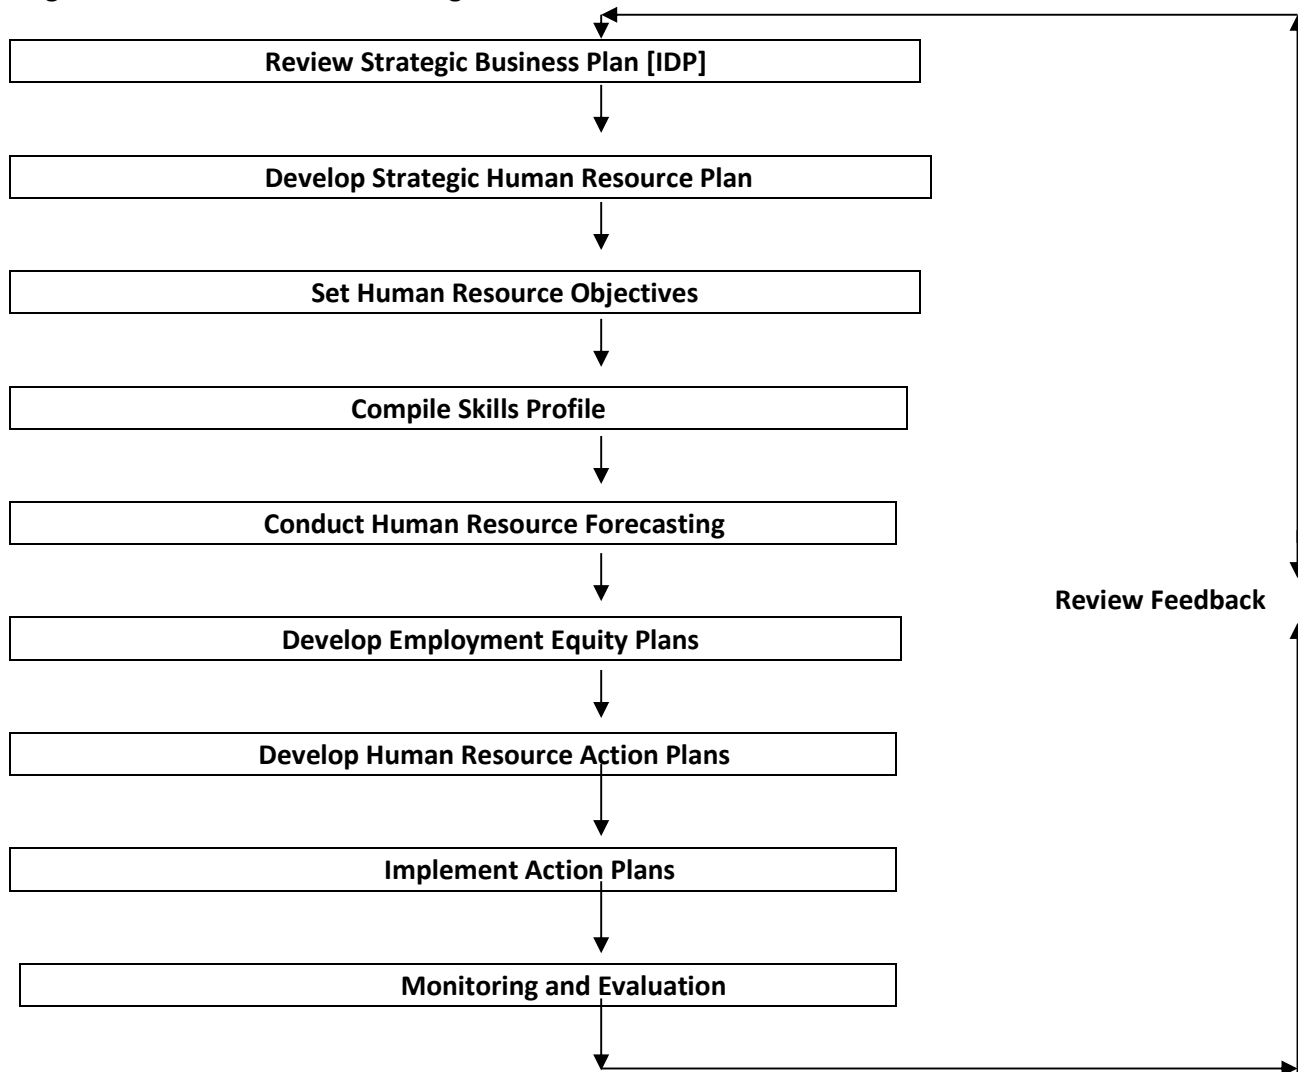 Review Strategic Business Plan [IDP]
Develop Strategic Human Resource Plan
Set Human Resource Objectives
Compile Skills Profile
Conduct Human Resource Forecasting
Review Feedback
Develop Employment Equity Plans
Develop Human Resource Action Plans
Implement Action Plans
Monitoring and Evaluation